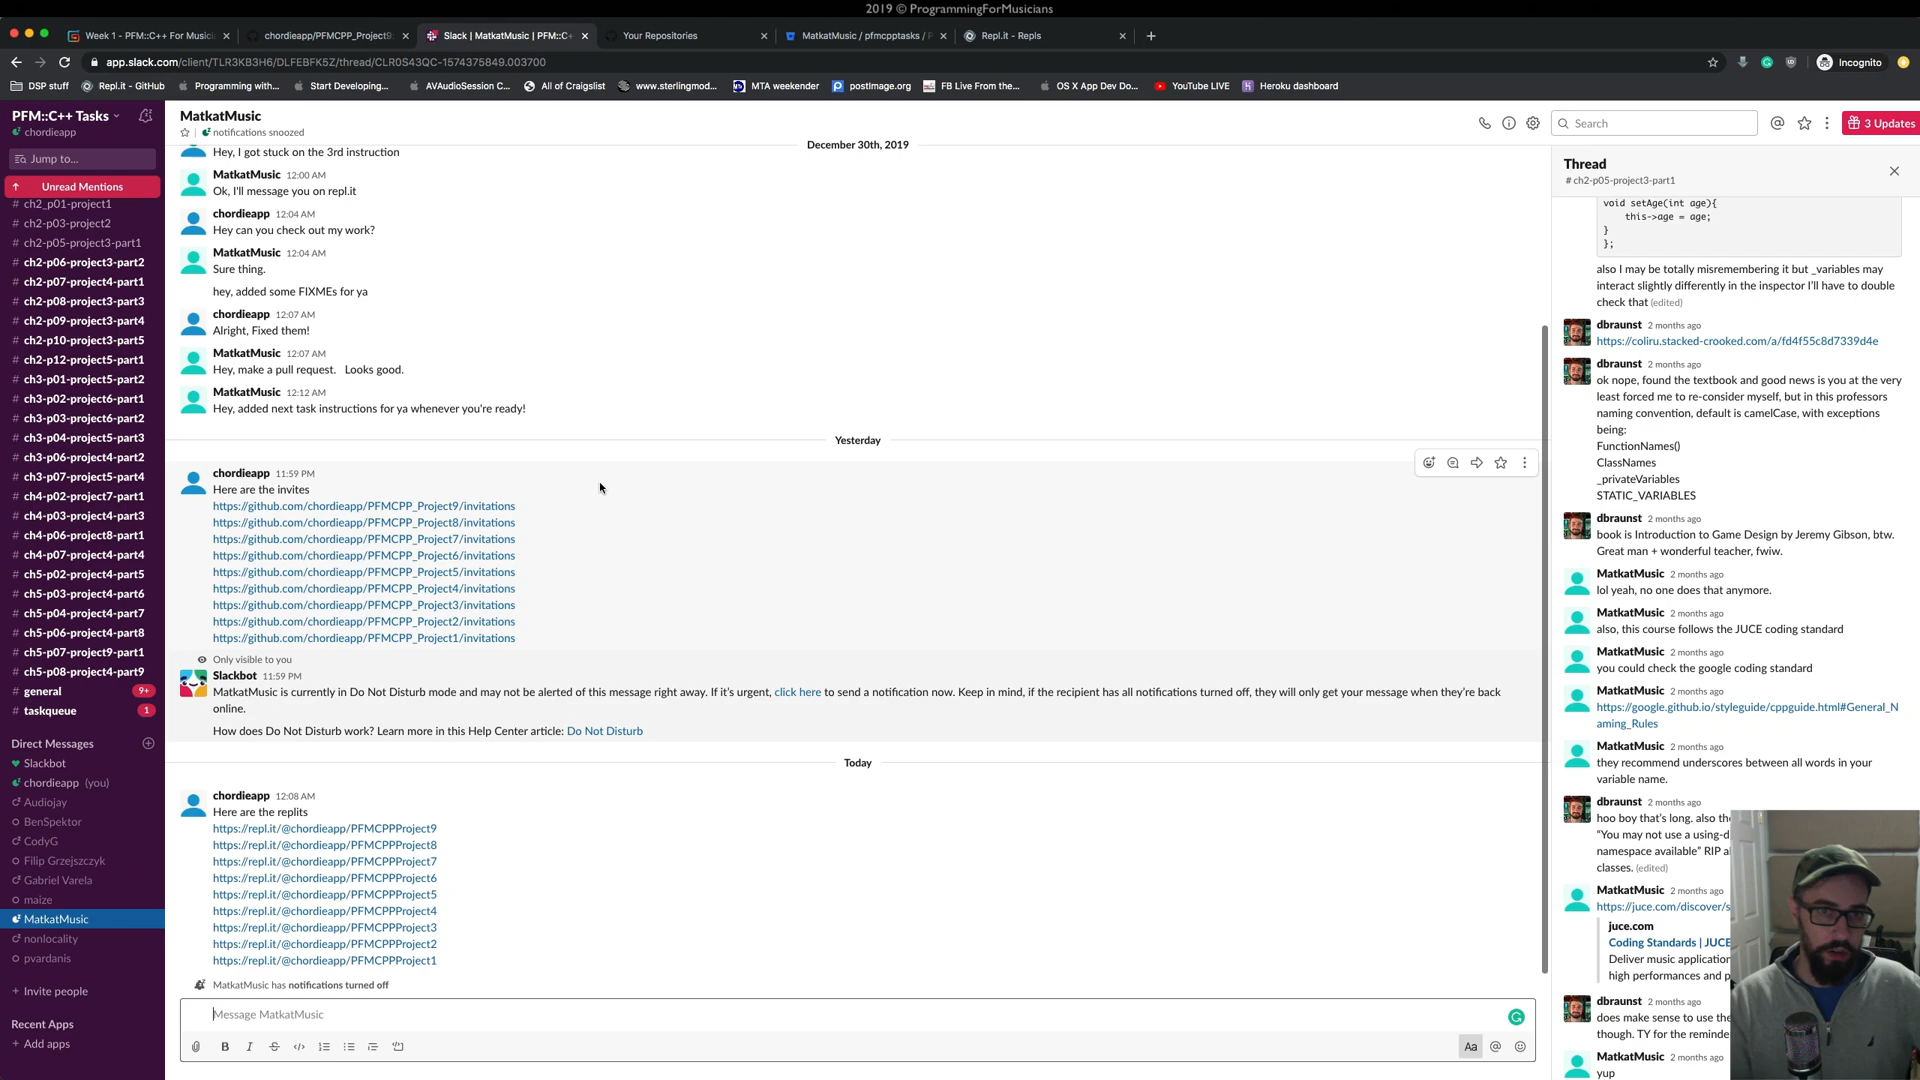 2019 © ProgrammingForMusicians
Week 1 - PFM::C++ For Musici
chordieapp/PFMCPP_Project9
Slack | MatkatMusic | PFM::C+
Your Repositories
MatkatMusic / pfmcpptasks / P
Repl.it - Repls
app.slack.com/client/TLR3KB3H6/DLFEBFK5Z/thread/CLR0S43QC-1574375849.003700
Incognito
DSP stuff
Repl.it - GitHub
Programming with...
Start Developing...
AVAudioSession C...
All of Craigslist
www.sterlingmod...
MTA weekender
postImage.org
FB Live From the...
OS X App Dev Do...
YouTube LIVE
Heroku dashboard
PFM::C++ Tasks
chordieapp
Jump to...
Unread Mentions
# ch2_p01-project1
# ch2-p03-project2
# ch2-p05-project3-part1
# ch2-p06-project3-part2
# ch2-p07-project4-part1
# ch2-p08-project3-part3
# ch2-p09-project3-part4
# ch2-p10-project3-part5
# ch2-p12-project5-part1
# ch3-p01-project5-part2
# ch3-p02-project6-part1
# ch3-p03-project6-part2
# ch3-p04-project5-part3
# ch3-p06-project4-part2
# ch3-p07-project5-part4
# ch4-p02-project7-part1
# ch4-p03-project4-part3
# ch4-p06-project8-part1
# ch4-p07-project4-part4
# ch5-p02-project4-part5
# ch5-p03-project4-part6
# ch5-p04-project4-part7
# ch5-p06-project4-part8
# ch5-p07-project9-part1
# ch5-p08-project4-part9
# general 9+
# taskqueue 1
Direct Messages
Slackbot
chordieapp (you)
Audiojay
BenSpektor
CodyG
Filip Grzejszczyk
Gabriel Varela
maize
MatkatMusic
nonlocality
pvardanis
+ Invite people
Recent Apps
+ Add apps
MatkatMusic
notifications snoozed
Search
3 Updates
December 30th, 2019
Hey, I got stuck on the 3rd instruction
MatkatMusic 12:00 AM
Ok, I'll message you on repl.it
chordieapp 12:04 AM
Hey can you check out my work?
MatkatMusic 12:04 AM
Sure thing.
hey, added some FIXMEs for ya
chordieapp 12:07 AM
Alright, Fixed them!
MatkatMusic 12:07 AM
Hey, make a pull request. Looks good.
MatkatMusic 12:12 AM
Hey, added next task instructions for ya whenever you're ready!
Yesterday
chordieapp 11:59 PM
Here are the invites
https://github.com/chordieapp/PFMCPP_Project9/invitations
https://github.com/chordieapp/PFMCPP_Project8/invitations
https://github.com/chordieapp/PFMCPP_Project7/invitations
https://github.com/chordieapp/PFMCPP_Project6/invitations
https://github.com/chordieapp/PFMCPP_Project5/invitations
https://github.com/chordieapp/PFMCPP_Project4/invitations
https://github.com/chordieapp/PFMCPP_Project3/invitations
https://github.com/chordieapp/PFMCPP_Project2/invitations
https://github.com/chordieapp/PFMCPP_Project1/invitations
Only visible to you
Slackbot 11:59 PM
MatkatMusic is currently in Do Not Disturb mode and may not be alerted of this message right away. If it's urgent, click here to send a notification now. Keep in mind, if the recipient has all notifications turned off, they will only get your message when they're back
online.
How does Do Not Disturb work? Learn more in this Help Center article: Do Not Disturb
Today
chordieapp 12:08 AM
Here are the replits
https://repl.it/@chordieapp/PFMCPPProject9
https://repl.it/@chordieapp/PFMCPPProject8
https://repl.it/@chordieapp/PFMCPPProject7
https://repl.it/@chordieapp/PFMCPPProject6
https://repl.it/@chordieapp/PFMCPPProject5
https://repl.it/@chordieapp/PFMCPPProject4
https://repl.it/@chordieapp/PFMCPPProject3
https://repl.it/@chordieapp/PFMCPPProject2
https://repl.it/@chordieapp/PFMCPPProject1
MatkatMusic has notifications turned off
Message MatkatMusic
Aa
Thread
# ch2-p05-project3-part1
void setAge(int age){
this->age = age;
}
};
also I may be totally misremembering it but _variables may
interact slightly differently in the inspector I'll have to double
check that (edited)
dbraunst 2 months ago
https://coliru.stacked-crooked.com/a/fd4f55c8d7339d4e
dbraunst 2 months ago
ok nope, found the textbook and good news is you at the very
least forced me to re-consider myself, but in this professors
naming convention, default is camelCase, with exceptions
being:
FunctionNames()
ClassNames
_privateVariables
STATIC_VARIABLES
dbraunst 2 months ago
book is Introduction to Game Design by Jeremy Gibson, btw.
Great man + wonderful teacher, fwiw.
MatkatMusic 2 months ago
lol yeah, no one does that anymore.
MatkatMusic 2 months ago
also, this course follows the JUCE coding standard
MatkatMusic 2 months ago
you could check the google coding standard
MatkatMusic 2 months ago
https://google.github.io/styleguide/cppguide.html#General_N
aming_Rules
MatkatMusic 2 months ago
they recommend underscores between all words in your
variable name.
dbraunst 2 months ago
hoo boy that's long. also the
"You may not use a using-d
namespace available" RIP a
classes. (edited)
MatkatMusic 2 months ago
https://juce.com/discover/s
juce.com
Coding Standards | JUCE
Deliver music application
high performances and p
dbraunst 2 months ago
does make sense to use the
though. TY for the reminde
MatkatMusic 2 months ago
yup